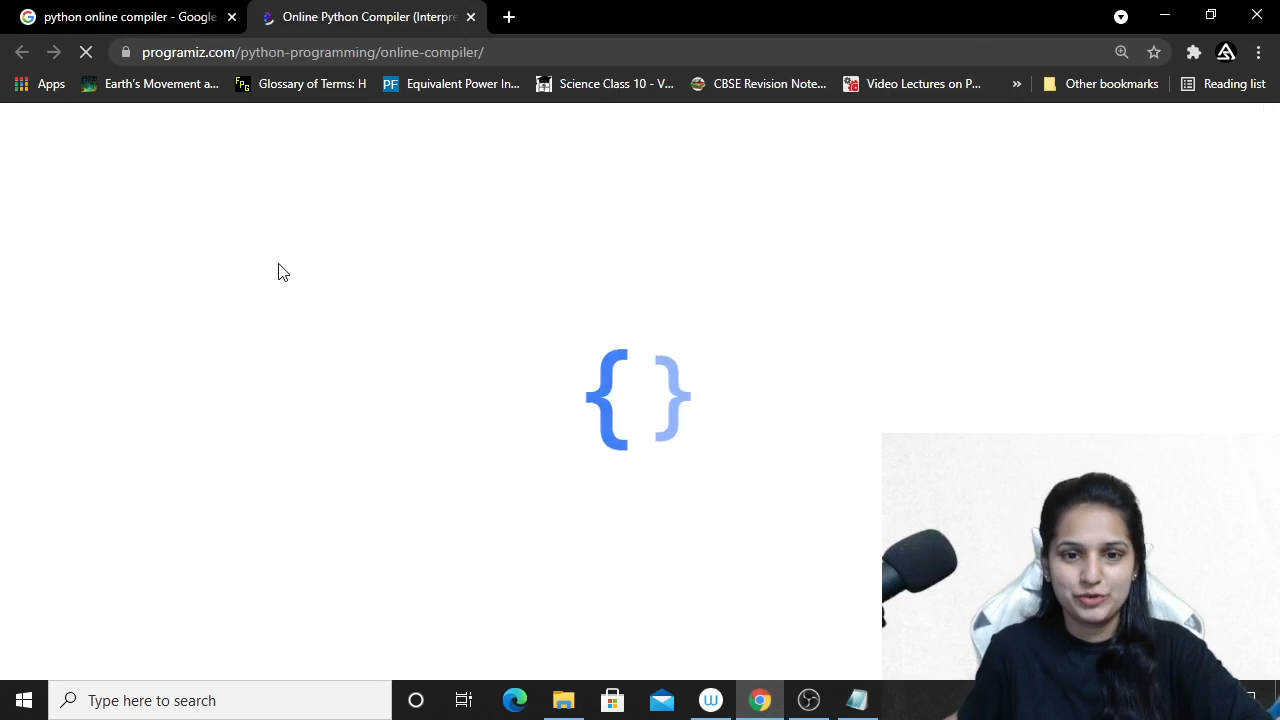 python online compiler - Google
Online Python Compiler (Interpre
programiz.com/python-programming/online-compiler/
Apps
Earth's Movement a...
FPg
Glossary of Terms H
PF
Equivalent Power In...
Science Class 10 - V...
CBSE Revision Note...
Video Lectures on P...
»
Other bookmarks
Reading list
{ }
Type here to search
W